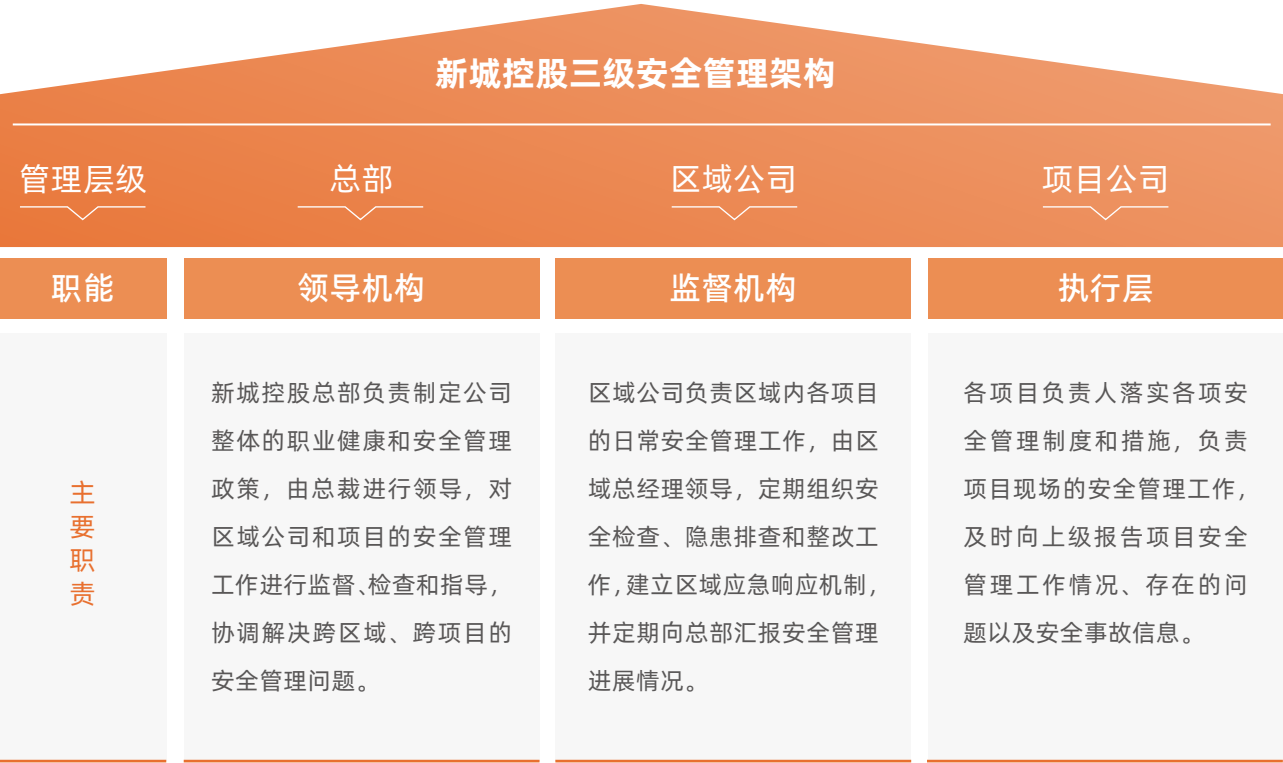 新城控股三级安全管理架构
管理层级
总部
区域公司
项目公司
职能
领导机构
监督机构
执行层
主要职责
新城控股总部负责制定公司
整体的职业健康和安全管理
政策，由总裁进行领导，对
区域公司和项目的安全管理
工作进行监督、检查和指导，
协调解决跨区域、跨项目的
安全管理问题。
区域公司负责区域内各项目
的日常安全管理工作，由区
域总经理领导，定期组织安
全检查、隐患排查和整改工
作，建立区域应急响应机制，
并定期向总部汇报安全管理
进展情况。
各项目负责人落实各项安
全管理制度和措施，负责
项目现场的安全管理工作，
及时向上级报告项目安全
管理工作情况、存在的问
题以及安全事故信息。